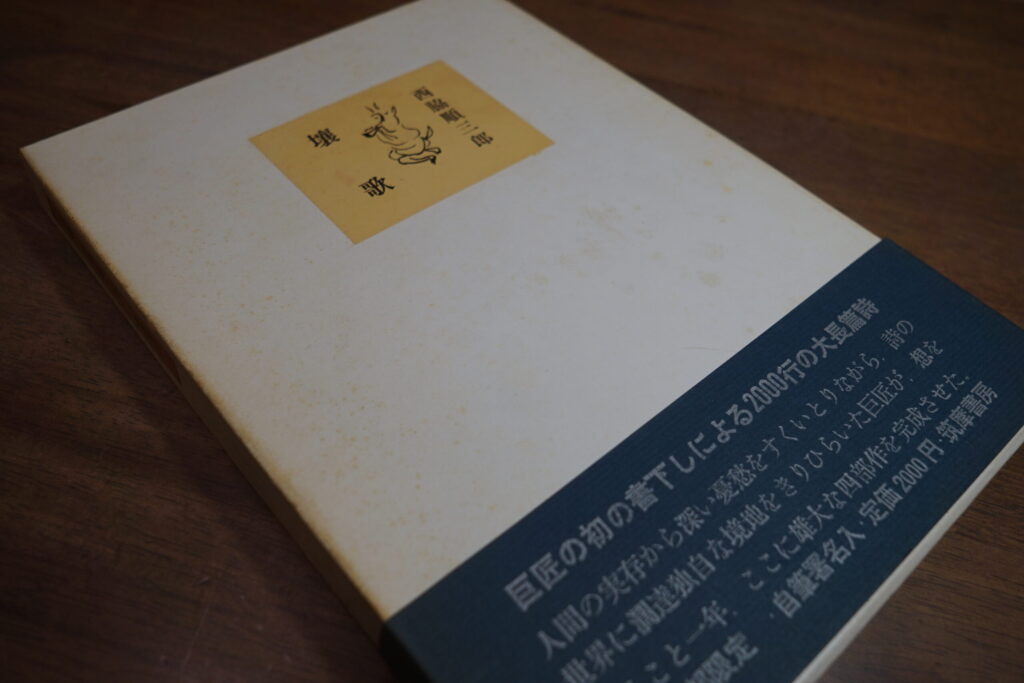 西脇順三郎
壤歌
巨匠の初の書下しによる2000行の大長篇詩
人間の実存から深い憂愁をすくいとりながら，詩の
世界に濶達独自な境地をきりひらいた巨匠が，想を
こと一年．ここに雄大な四部作を完成させた．
限定・自筆署名入・定価2000円・筑摩書房